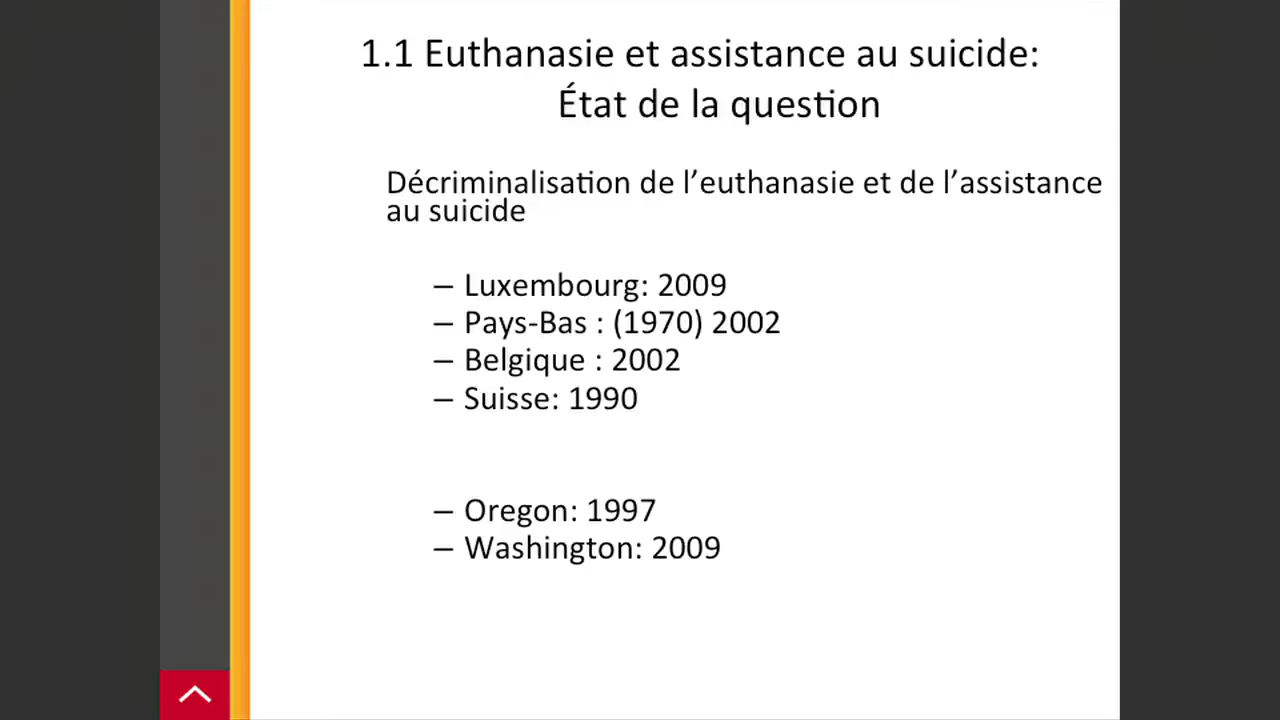 1.1 Euthanasie et assistance au suicide:
État de la question
Décriminalisation de l’euthanasie et de l’assistance
au suicide
– Luxembourg: 2009
– Pays-Bas : (1970) 2002
– Belgique : 2002
– Suisse: 1990
– Oregon: 1997
– Washington: 2009